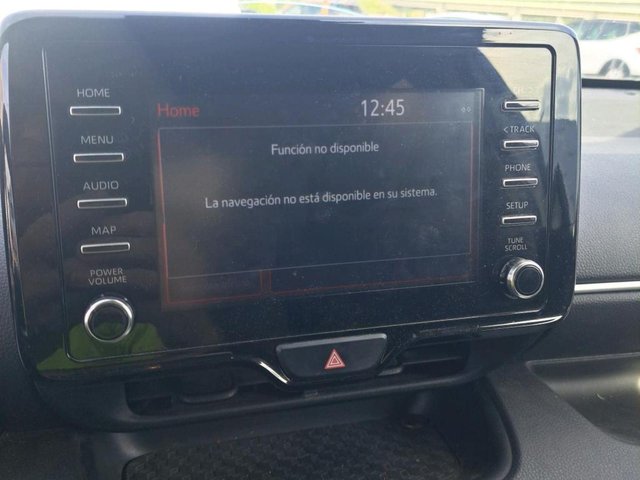 HOME
MENU
AUDIO
MAP
POWER
VOLUME
Home
12:45
Función no disponible
La navegación no está disponible en su sistema.
< TRACK
PHONE
SETUP
TUNE
SCROLL